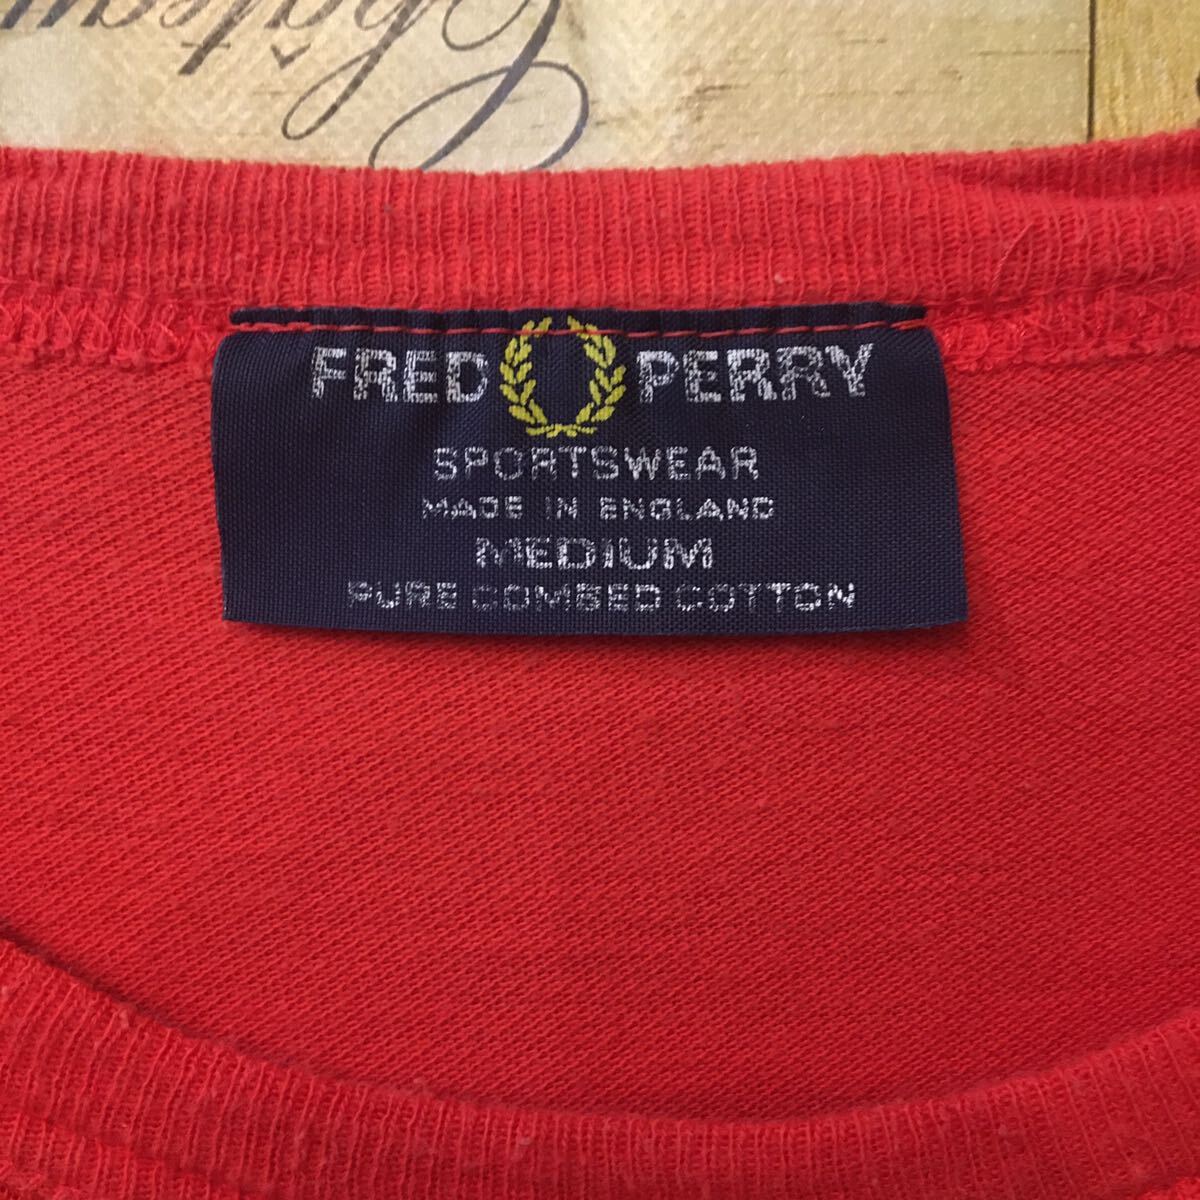 FRED PERRY
SPORTSWEAR
MADE IN ENGLAND
MEDIUM
PURE COMBED COTTON